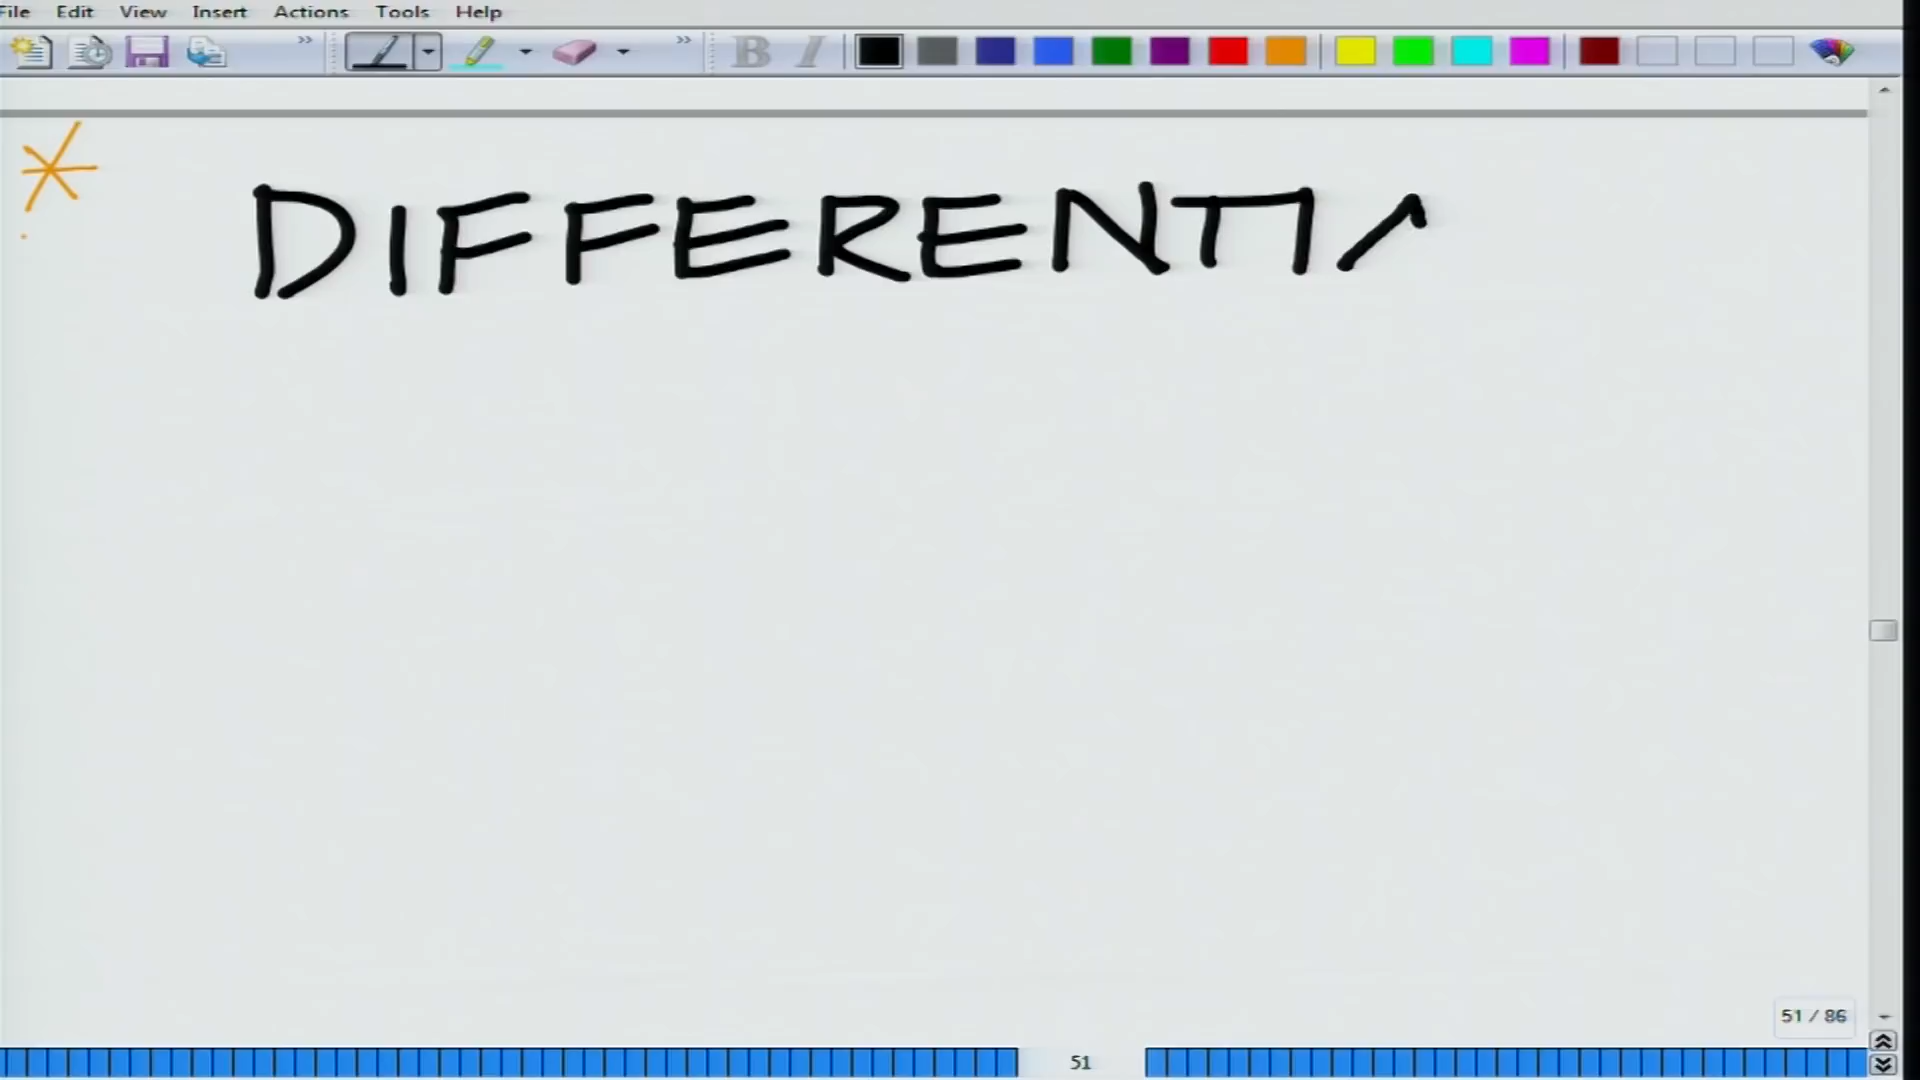 File Edit View Insert Actions Tools Help
B I
*
DIFFERENTI
51 / 86
51